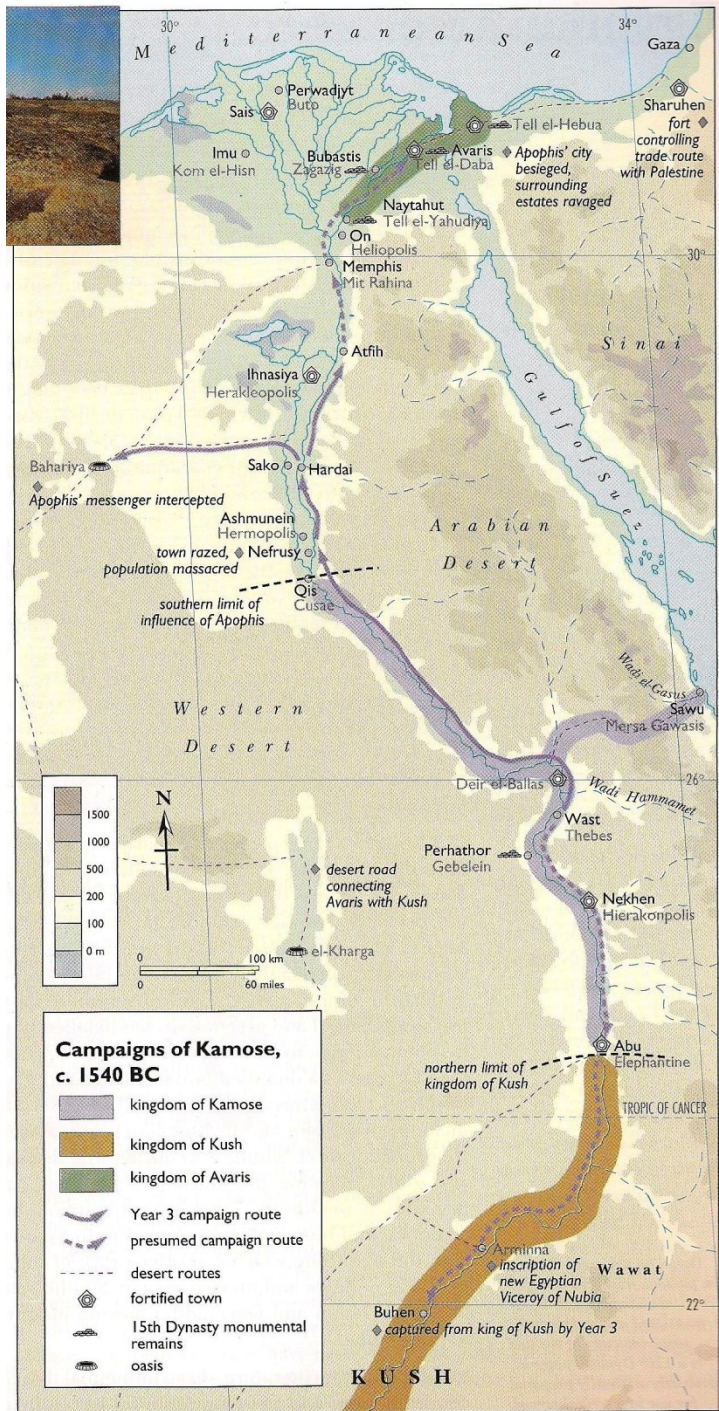 30°
34°
Mediterranean Sea
Gaza
Perwadjyt
Buto
Sais
Sharuhen
fort
controlling
trade route
with Palestine
Tell el-Hebua
Imu
Kom el-Hisn
Bubastis
Zagazig
Avaris
Tell el-Daba
Apophis' city
besieged,
surrounding
estates ravaged
Naytahut
Tell el-Yahudiya
On
Heliopolis
30°
Memphis
Mit Rahina
Sinai
Atfih
Ihnasiya
Herakleopolis
Gulf of Suez
Bahariya
Sako
Hardai
Apophis' messenger intercepted
Ashmunein
Hermopolis
Arabian
Desert
town razed,
population massacred
Nefrusy
Qis
Cusae
southern limit of
influence of Apophis
Wadi el-Gasus
Sawu
Mersa Gawasis
Western
Desert
Deir el-Ballas
26°
Wadi Hammamet
1500
1000
500
200
100
0 m
N
Wast
Thebes
Perhathor
Gebelein
desert road
connecting
Avaris with Kush
Nekhen
Hierakonpolis
el-Kharga
0 100 km
0 60 miles
Abu
Elephantine
northern limit of
kingdom of Kush
TROPIC OF CANCER
Campaigns of Kamose,
c. 1540 BC
kingdom of Kamose
kingdom of Kush
kingdom of Avaris
Year 3 campaign route
presumed campaign route
desert routes
fortified town
15th Dynasty monumental
remains
oasis
Arminna
Wawat
inscription of
new Egyptian
Viceroy of Nubia
Buhen
22°
captured from king of Kush by Year 3
KUSH